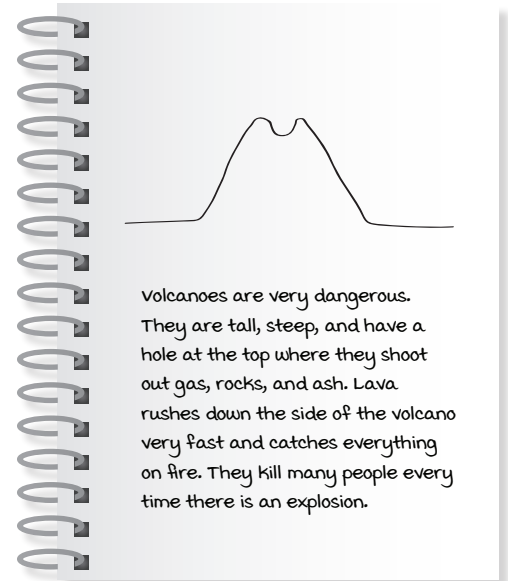 Volcanoes are very dangerous.
They are tall, steep, and have a
hole at the top where they shoot
out gas, rocks, and ash. Lava
rushes down the side of the volcano
very fast and catches everything
on fire. They kill many people every
time there is an explosion.